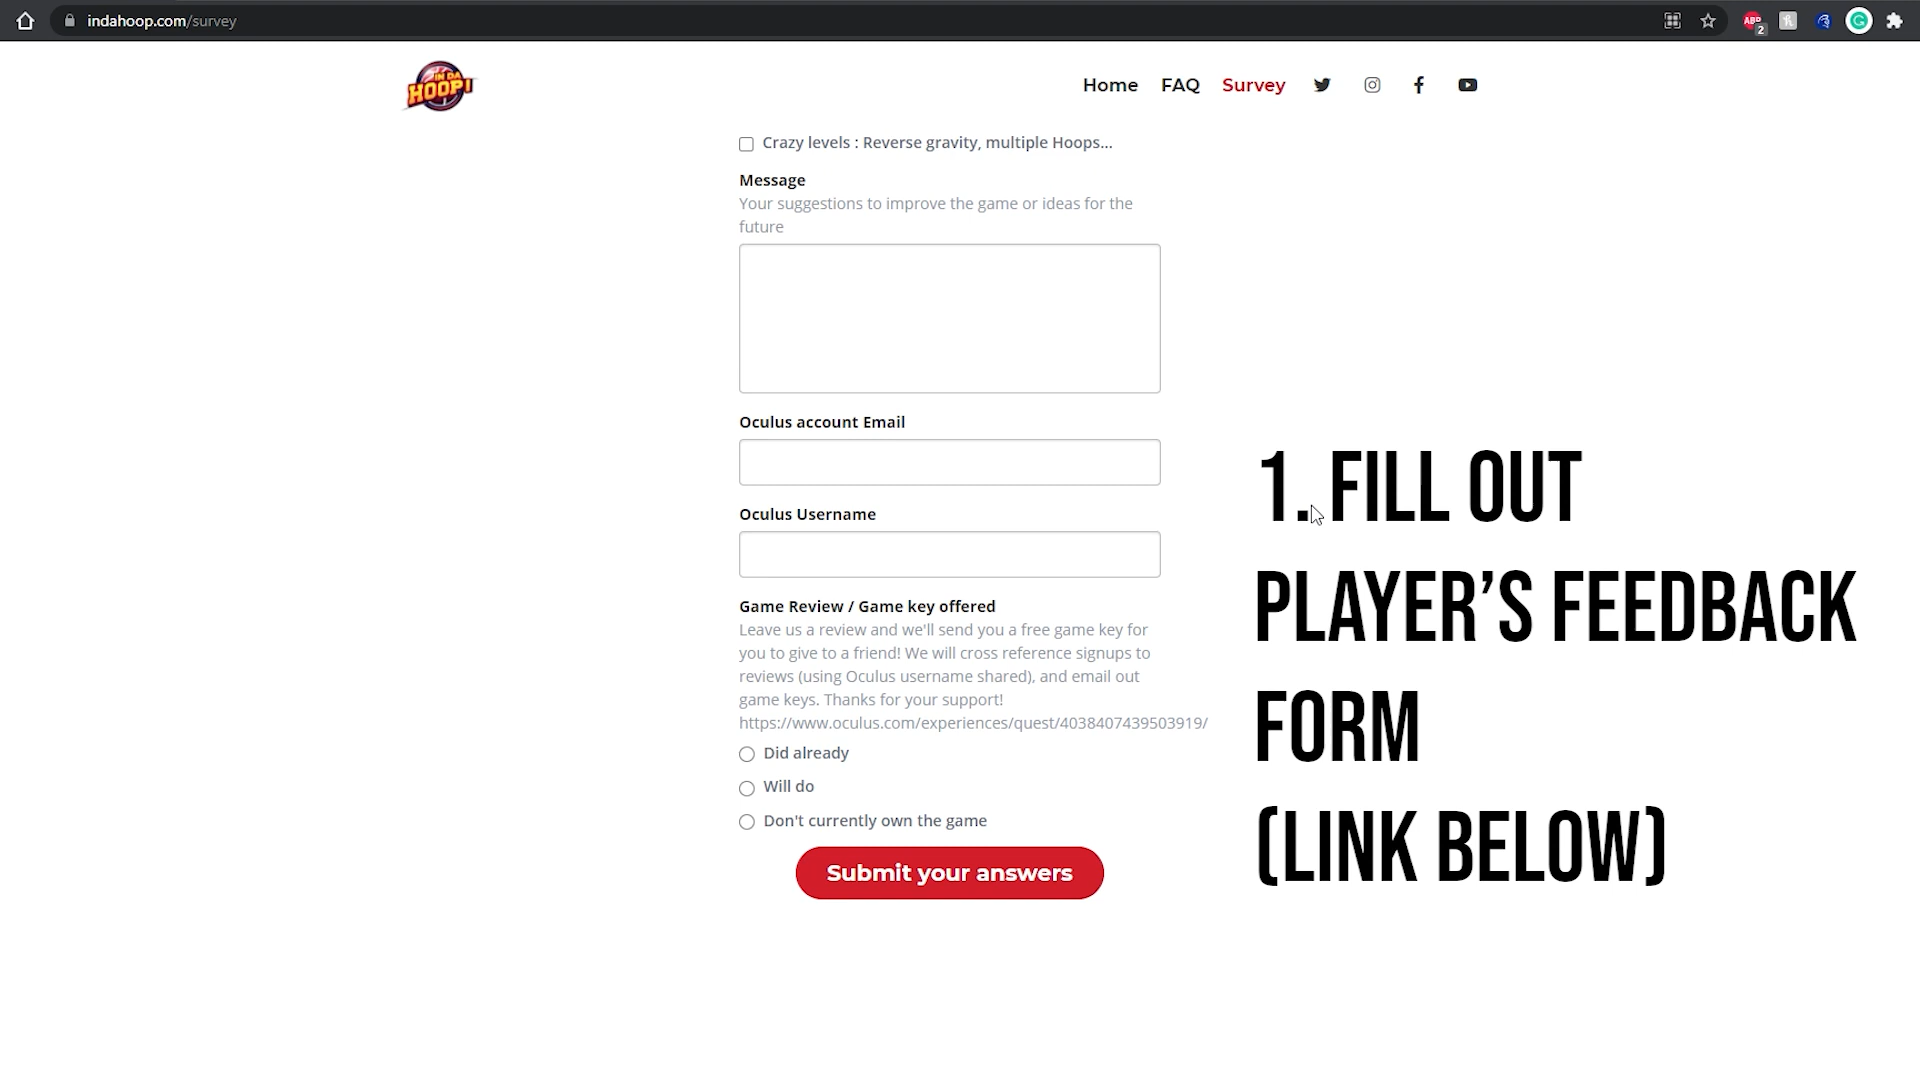 indahoop.com/survey
ABP
2
IN DA
HOOP!
Home FAQ Survey
Crazy levels : Reverse gravity, multiple Hoops...
Message
Your suggestions to improve the game or ideas for the
future
Oculus account Email
Oculus Username
Game Review / Game key offered
Leave us a review and we'll send you a free game key for
you to give to a friend! We will cross reference signups to
reviews (using Oculus username shared), and email out
game keys. Thanks for your support!
https://www.oculus.com/experiences/quest/4038407439503919/
Did already
Will do
Don't currently own the game
Submit your answers
1. FILL OUT
PLAYER’S FEEDBACK
FORM
(LINK BELOW)